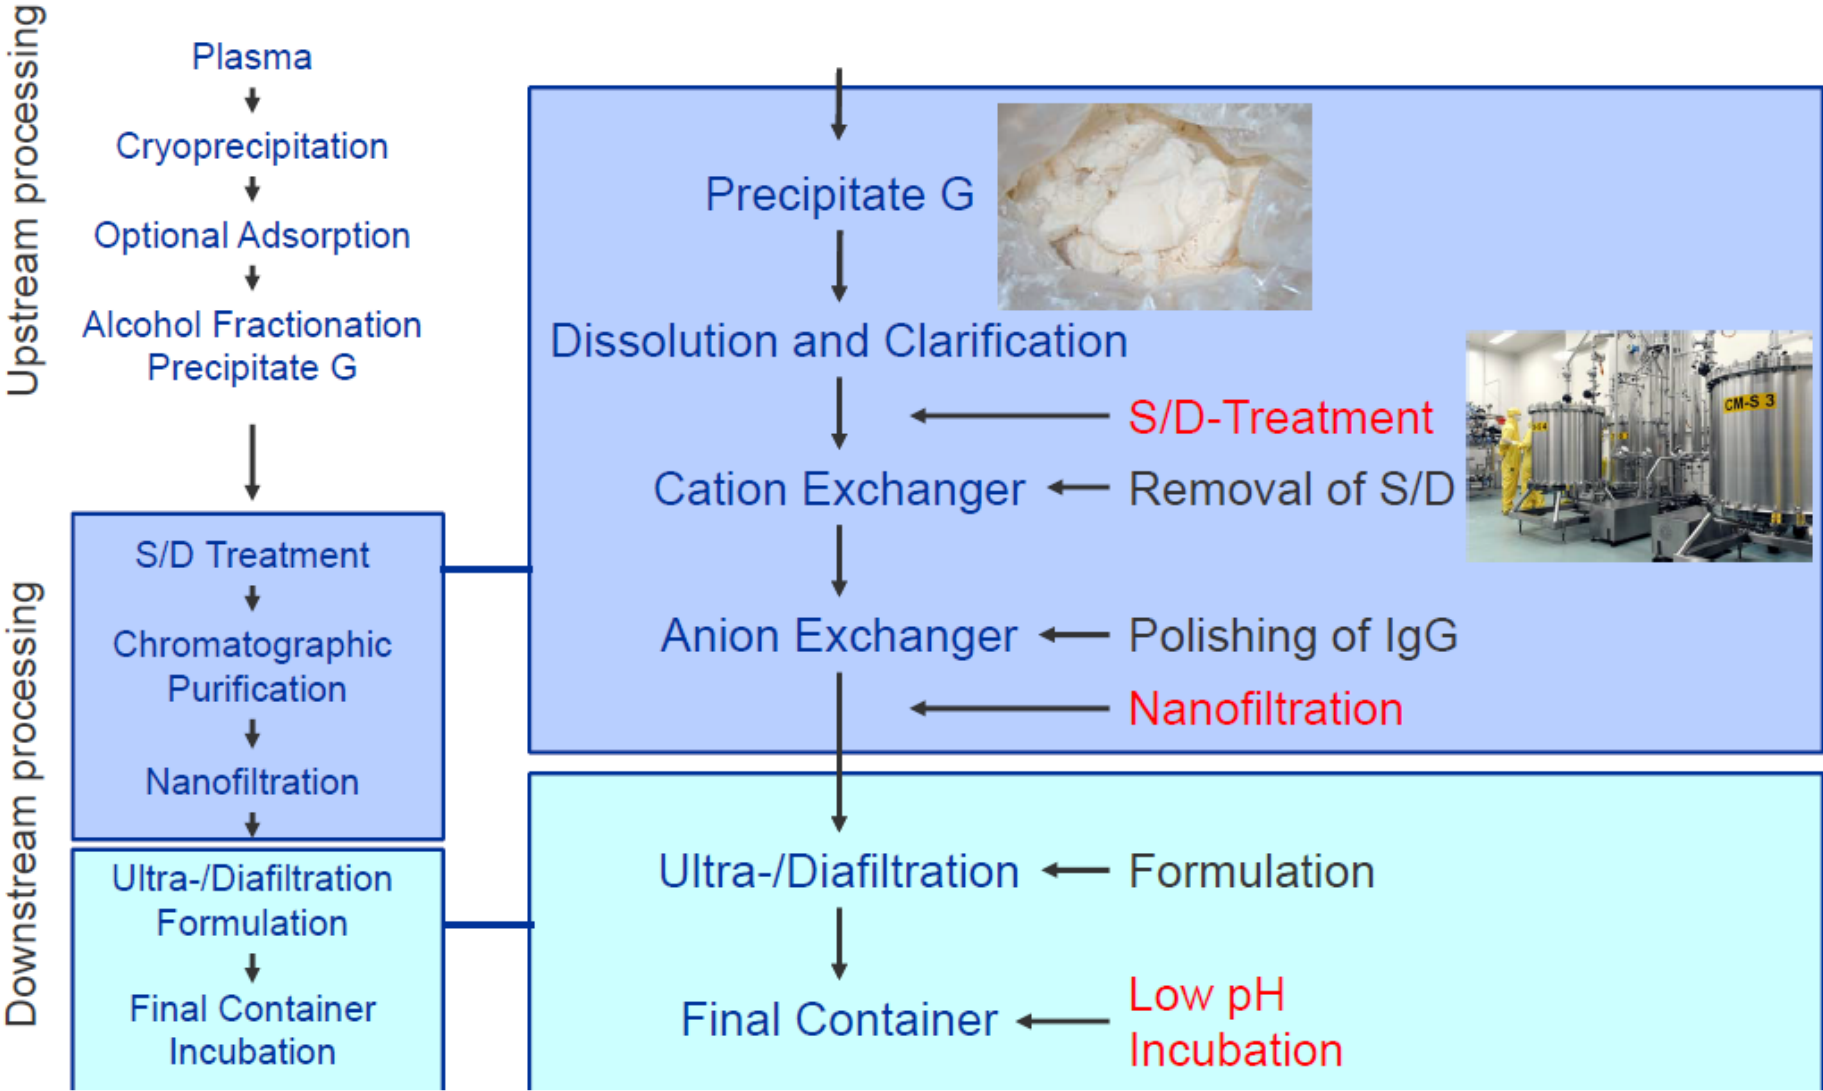 Upstream processing
Plasma
Cryoprecipitation
Optional Adsorption
Alcohol Fractionation
Precipitate G
Downstream processing
S/D Treatment
Chromatographic
Purification
Nanofiltration
Ultra-/Diafiltration
Formulation
Final Container
Incubation
Precipitate G
Dissolution and Clarification
S/D-Treatment
Cation Exchanger
Removal of S/D
Anion Exchanger
Polishing of IgG
Nanofiltration
Ultra-/Diafiltration
Formulation
Final Container
Low pH
Incubation
CM-S 3